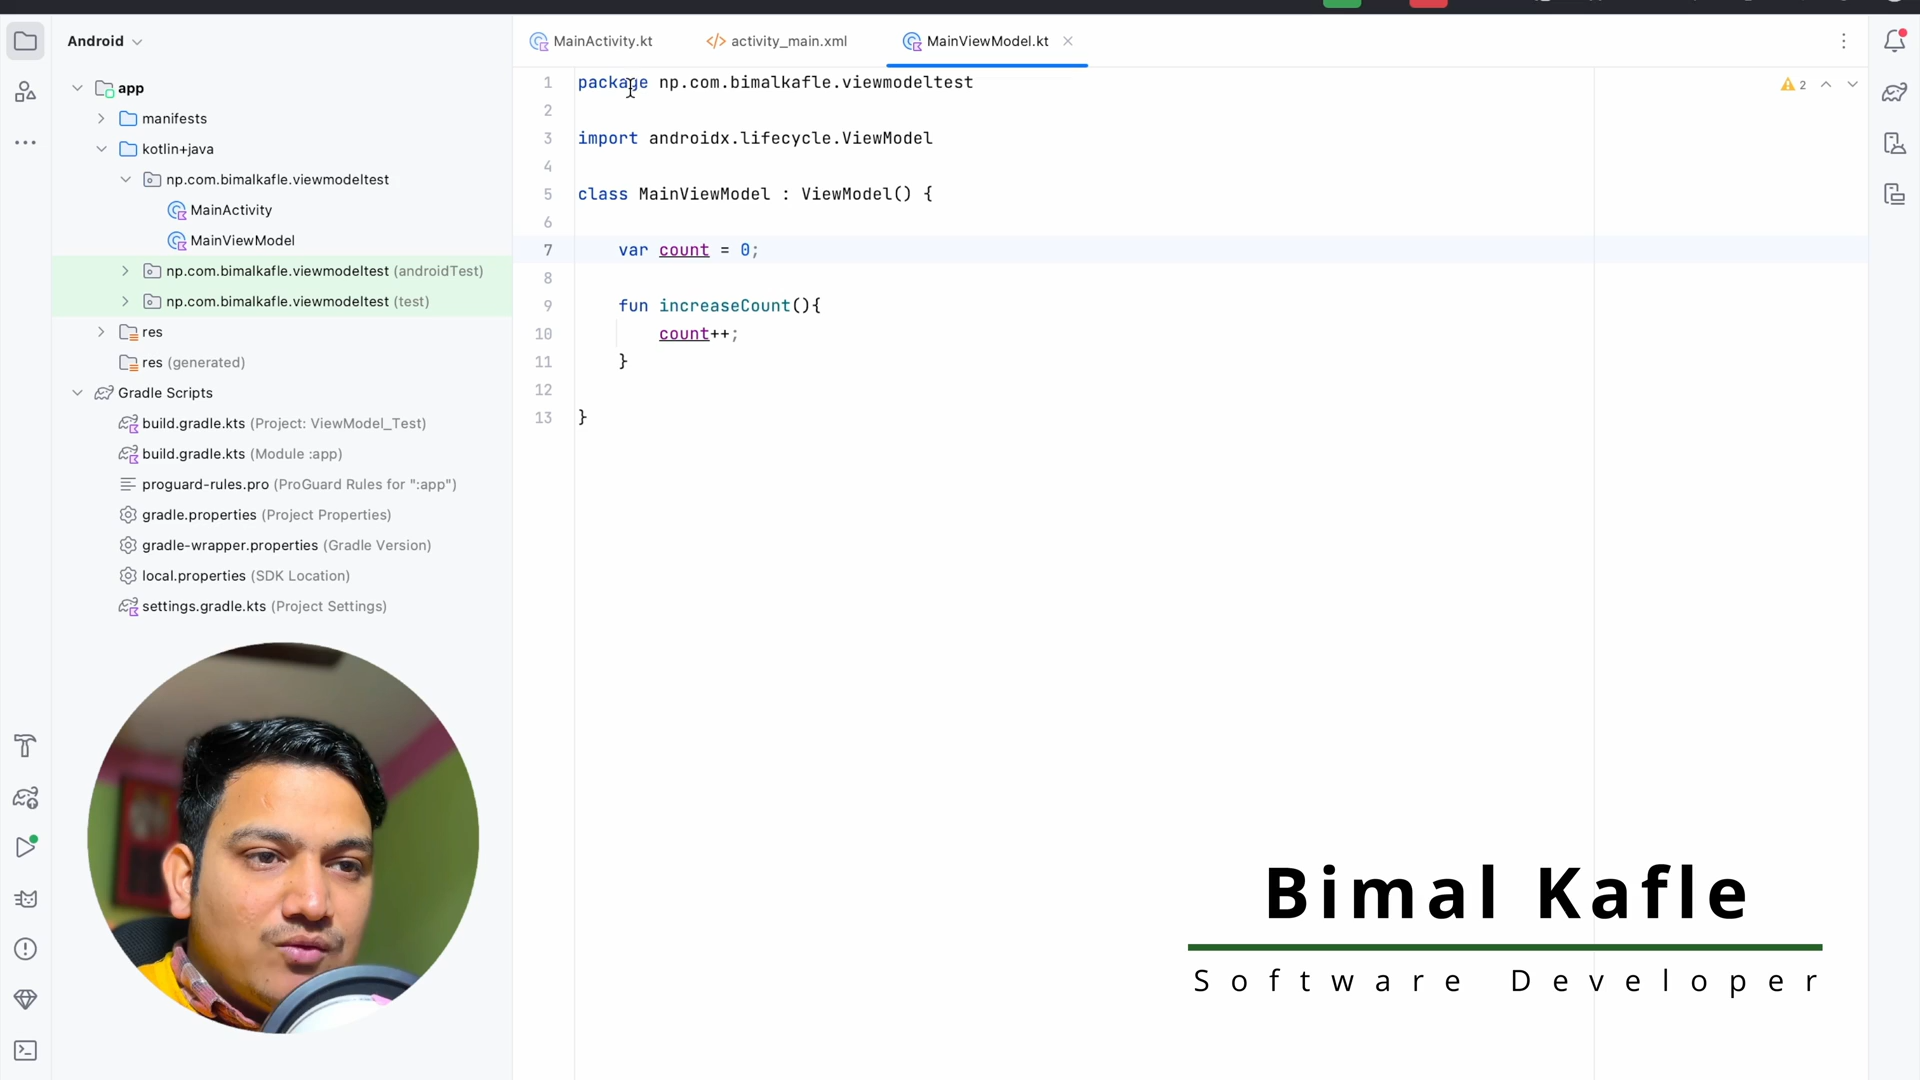 Android
app
manifests
kotlin+java
np.com.bimalkafle.viewmodeltest
MainActivity
MainViewModel
np.com.bimalkafle.viewmodeltest (androidTest)
np.com.bimalkafle.viewmodeltest (test)
res
res (generated)
Gradle Scripts
build.gradle.kts (Project: ViewModel_Test)
build.gradle.kts (Module :app)
proguard-rules.pro (ProGuard Rules for ":app")
gradle.properties (Project Properties)
gradle-wrapper.properties (Gradle Version)
local.properties (SDK Location)
settings.gradle.kts (Project Settings)
MainActivity.kt activity_main.xml MainViewModel.kt
2
1 package np.com.bimalkafle.viewmodeltest
2
3 import androidx.lifecycle.ViewModel
4
5 class MainViewModel : ViewModel() {
6
7 var count = 0;
8
9 fun increaseCount(){
10 count++;
11 }
12
13 }
Bimal Kafle
Software Developer